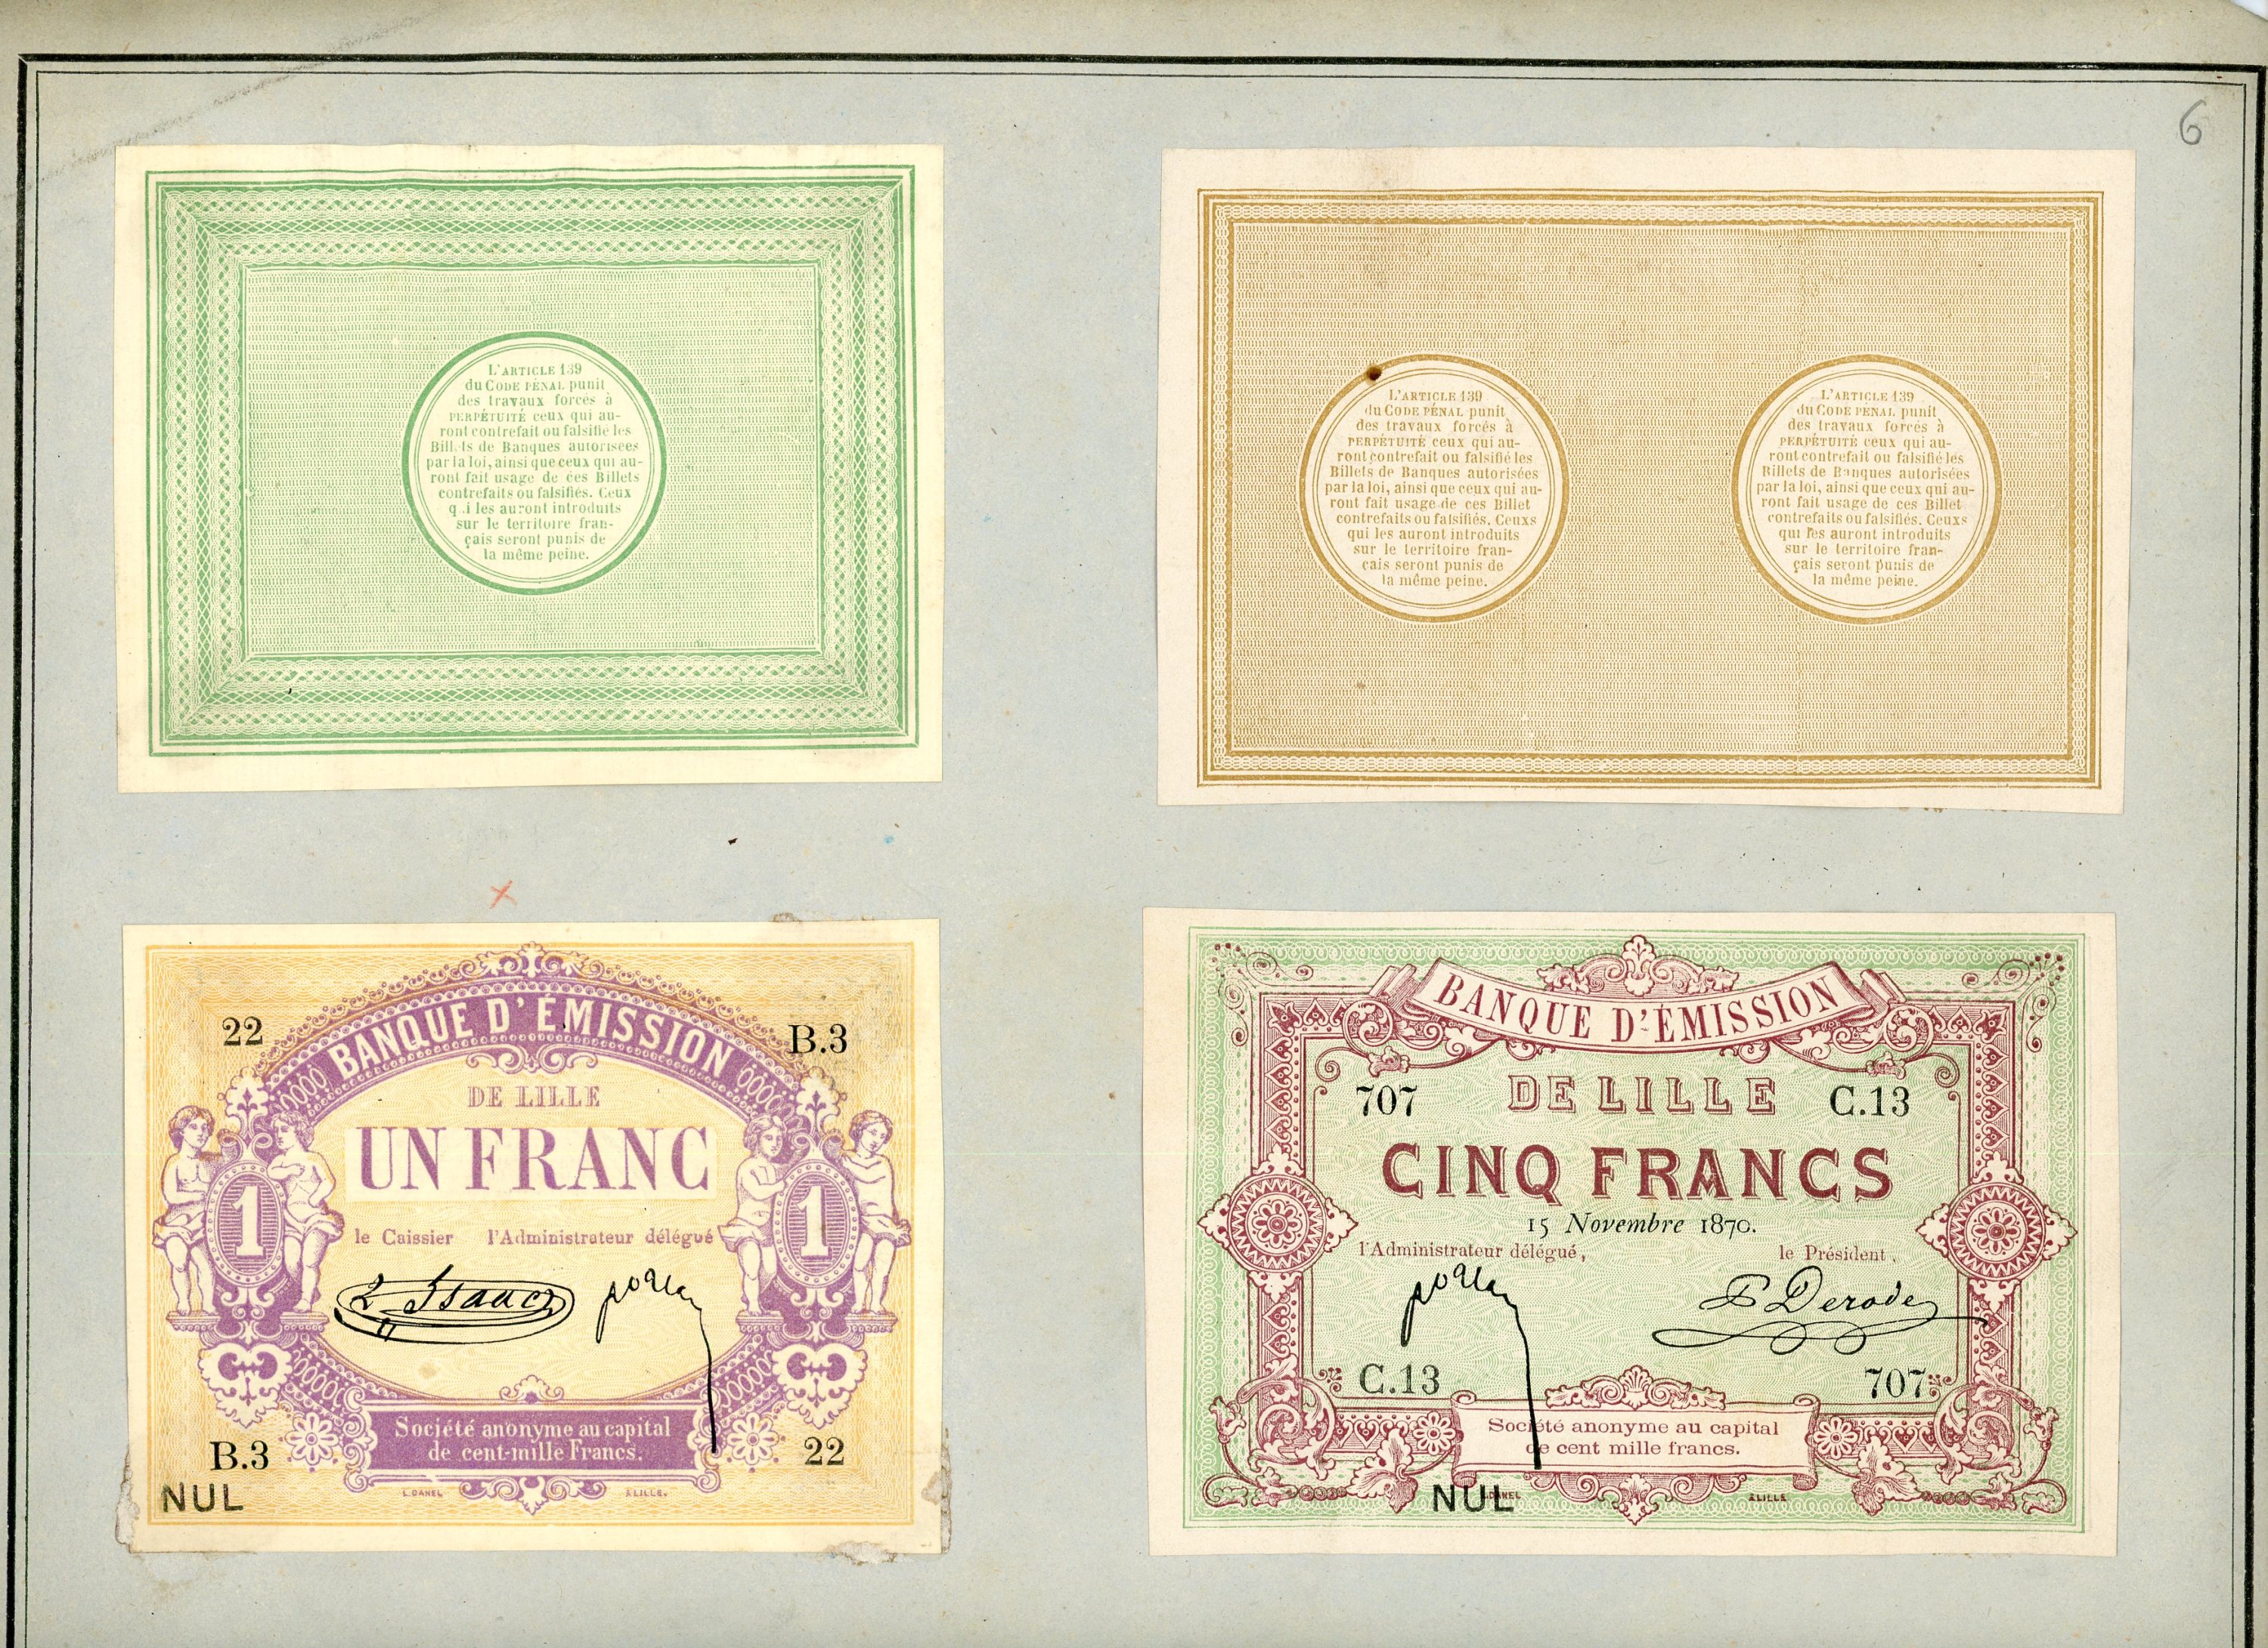 6
L'ARTICLE 139
du CODE PÉNAL punit
des travaux forcés à
PERPÉTUITÉ ceux qui au-
ront contrefait ou falsifié les
Billets de Banques autorisées
par la loi, ainsi que ceux qui au-
ront fait usage de ces Billets
contrefaits ou falsifiés. Ceux
qui les auront introduits
sur le territoire fran-
çais seront punis de
la même peine.
L'ARTICLE 139
du CODE PÉNAL punit
des travaux forcés à
PERPÉTUITÉ ceux qui au-
ront contrefait ou falsifié les
Billets de Banques autorisées
par la loi, ainsi que ceux qui au-
ront fait usage de ces Billet
contrefaits ou falsifiés. Ceuxs
qui les auront introduits
sur le territoire fran-
cais seront punis de
la même peine.
L'ARTICLE 139
du CODE PENAL punit
des travaux forcés à
PERPÉTUITÉ ceux qui au-
ront contrefait ou falsifié les
Billets de Banques autorisées
par la loi, ainsi que ceux qui au-
ront fait usage de ces Billet
contrefaits ou falsifiés. Ceuxs
qui les auront introduits
sur le territoire fran-
çais seront punis de
la même peine.
22
BANQUE D'ÉMISSION
B.3
DE LILLE
UN FRANC
1
1
le Caissier l'Administrateur délégué
Isaac
Société anonyme au capital
de cent-mille Francs.
B.3
22
NUL
L. DANEL
À LILLE.
BANQUE D'ÉMISSION
707
DE LILLE
C.13
CINQ FRANCS
15 Novembre 1870.
l'Administrateur délégué,
le Président.
Derode
C.13
707
Société anonyme au capital
de cent mille francs.
NUL
L. DANEL
À LILLE